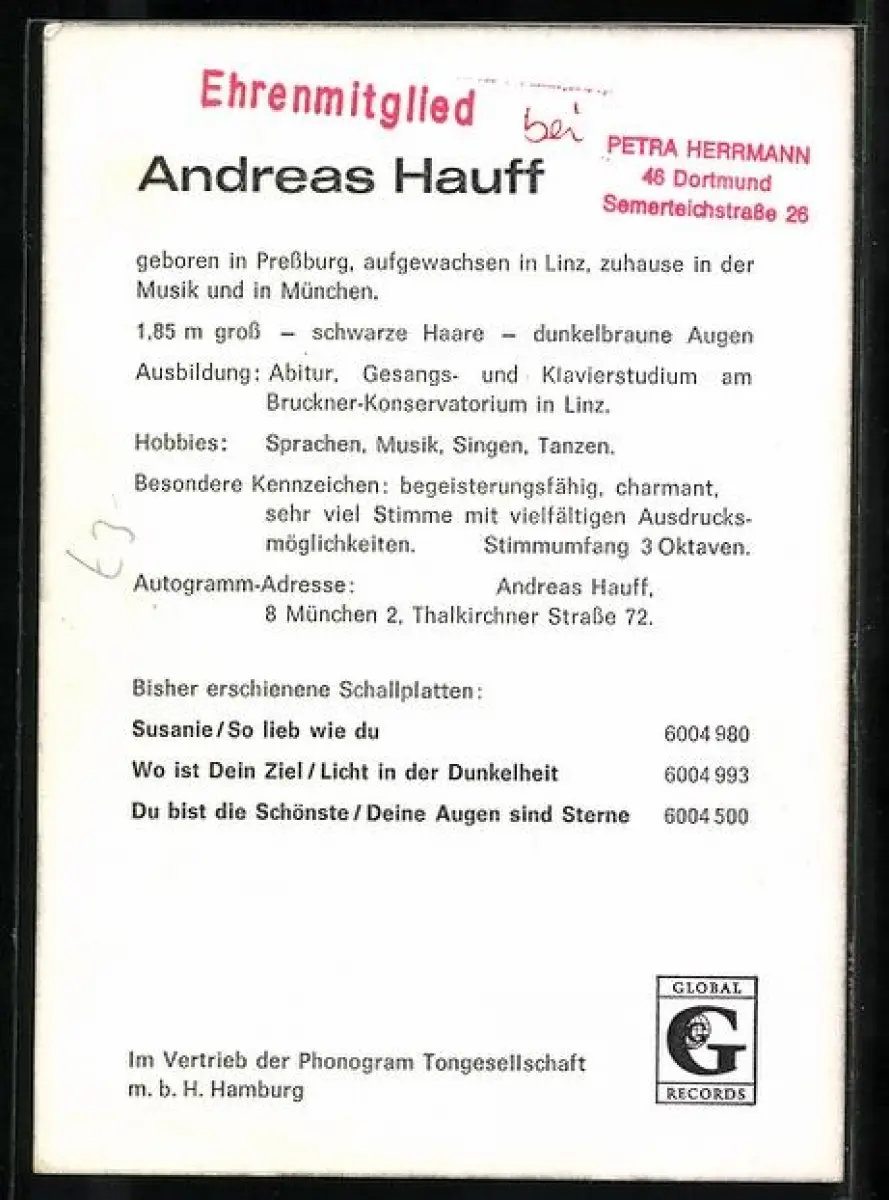 Ehrenmitglied
bei
PETRA HERRMANN
46 Dortmund
Semerteichstraße 26
Andreas Hauff
geboren in Preßburg, aufgewachsen in Linz, zuhause in der
Musik und in München.
1,85 m groß – schwarze Haare – dunkelbraune Augen
Ausbildung: Abitur, Gesangs- und Klavierstudium am
Bruckner-Konservatorium in Linz.
Hobbies: Sprachen, Musik, Singen, Tanzen.
Besondere Kennzeichen: begeisterungsfähig, charmant,
sehr viel Stimme mit vielfältigen Ausdrucks-
möglichkeiten. Stimmumfang 3 Oktaven.
Autogramm-Adresse: Andreas Hauff,
8 München 2, Thalkirchner Straße 72.
Bisher erschienene Schallplatten:
Susanie/So lieb wie du 6004 980
Wo ist Dein Ziel/Licht in der Dunkelheit 6004 993
Du bist die Schönste/Deine Augen sind Sterne 6004 500
GLOBAL
G
RECORDS
Im Vertrieb der Phonogram Tongesellschaft
m. b. H. Hamburg